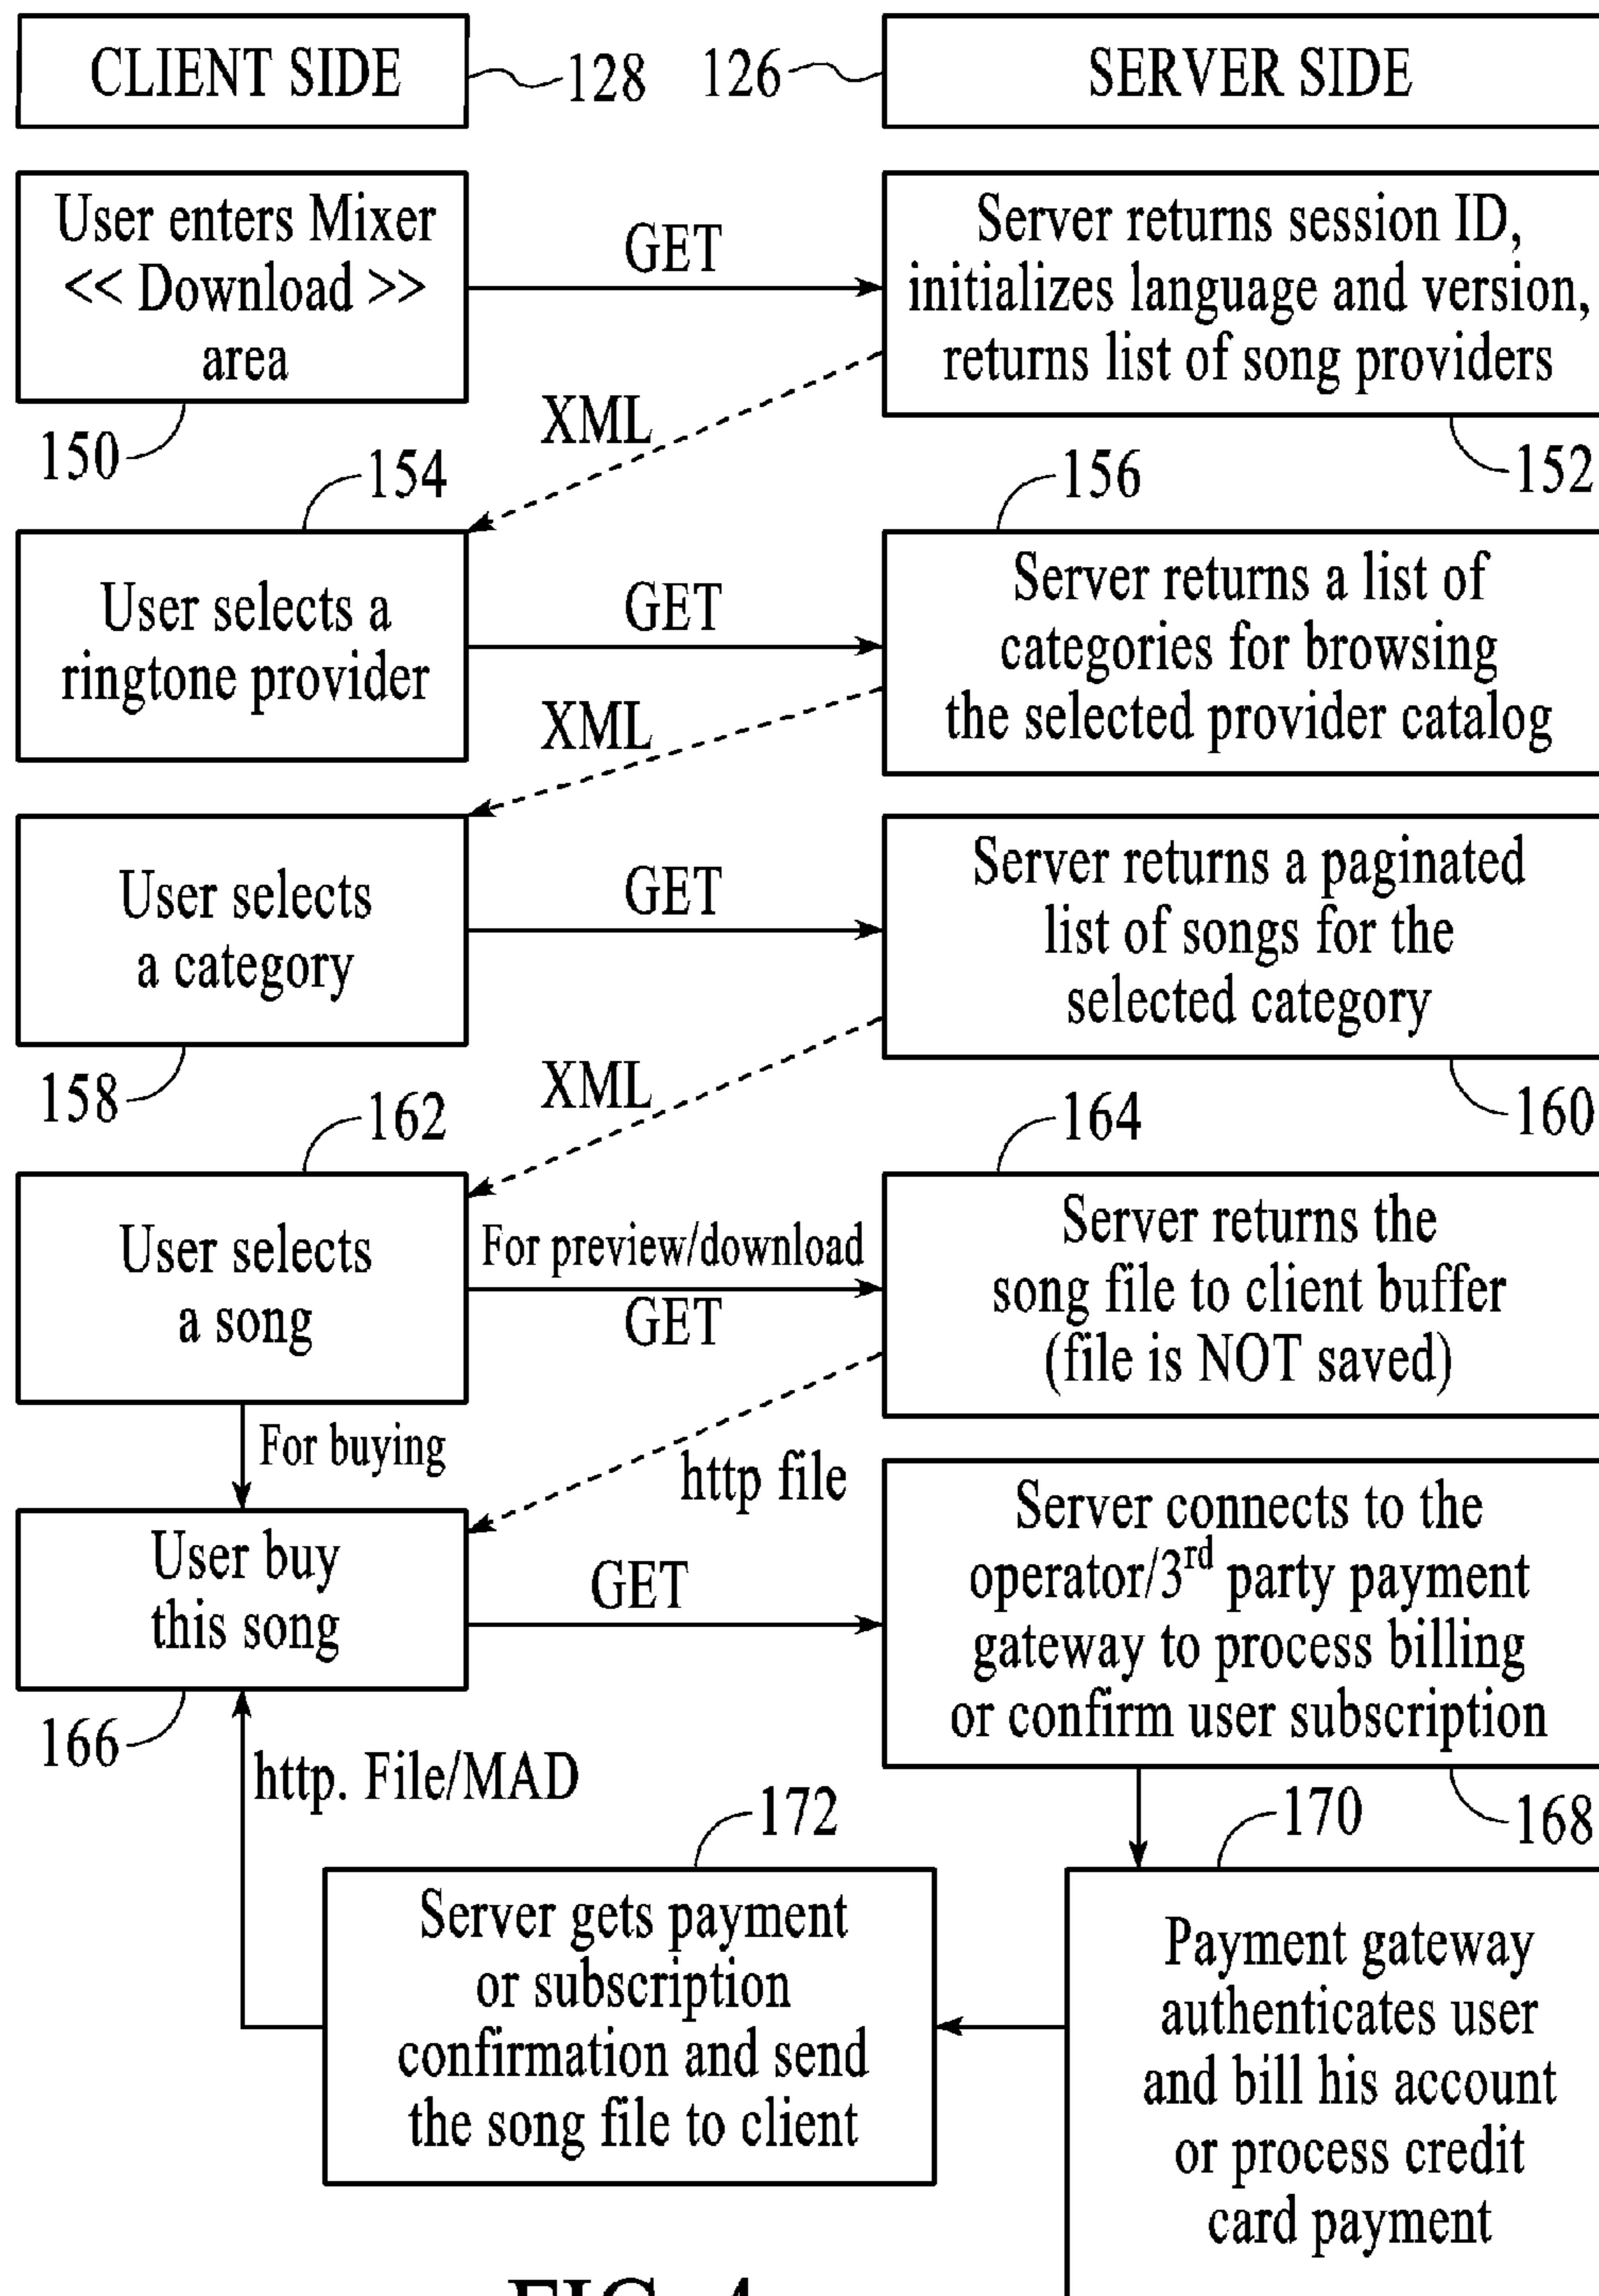 CLIENT SIDE
128
126
SERVER SIDE
User enters Mixer
<< Download >>
area
150
GET
Server returns session ID,
initializes language and version,
returns list of song providers
152
XML
154
User selects a
ringtone provider
GET
156
Server returns a list of
categories for browsing
the selected provider catalog
XML
User selects
a category
158
GET
Server returns a paginated
list of songs for the
selected category
160
XML
162
User selects
a song
For preview/download
GET
164
Server returns the
song file to client buffer
(file is NOT saved)
For buying
http file
User buy
this song
166
GET
Server connects to the
operator/3rd party payment
gateway to process billing
or confirm user subscription
168
http. File/MAD
172
Server gets payment
or subscription
confirmation and send
the song file to client
170
Payment gateway
authenticates user
and bill his account
or process credit
card payment
FIG. 4